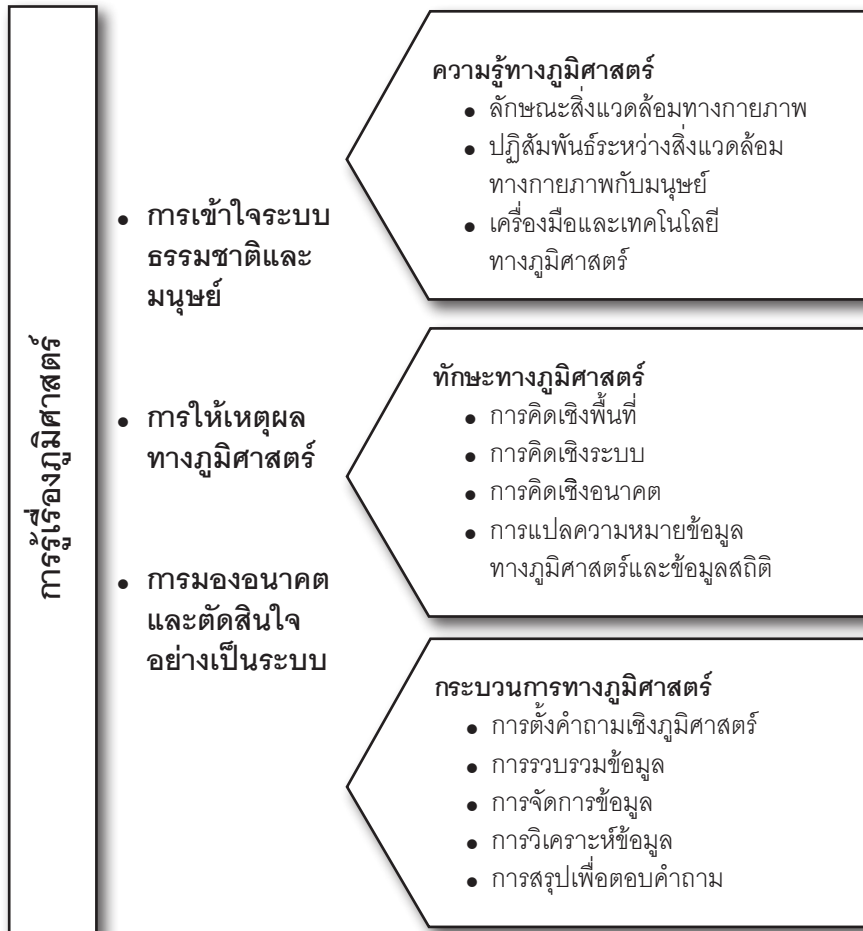 การรู้เรื่องภูมิศาสตร์
• การเข้าใจระบบ
ธรรมชาติและ
มนุษย์
• การให้เหตุผล
ทางภูมิศาสตร์
• การมองอนาคต
และตัดสินใจ
อย่างเป็นระบบ
ความรู้ทางภูมิศาสตร์
• ลักษณะสิ่งแวดล้อมทางกายภาพ
• ปฏิสัมพันธ์ระหว่างสิ่งแวดล้อม
ทางกายภาพกับมนุษย์
• เครื่องมือและเทคโนโลยี
ทางภูมิศาสตร์
ทักษะทางภูมิศาสตร์
• การคิดเชิงพื้นที่
• การคิดเชิงระบบ
• การคิดเชิงอนาคต
• การแปลความหมายข้อมูล
ทางภูมิศาสตร์และข้อมูลสถิติ
กระบวนการทางภูมิศาสตร์
• การตั้งคำถามเชิงภูมิศาสตร์
• การรวบรวมข้อมูล
• การจัดการข้อมูล
• การวิเคราะห์ข้อมูล
• การสรุปเพื่อตอบคำถาม